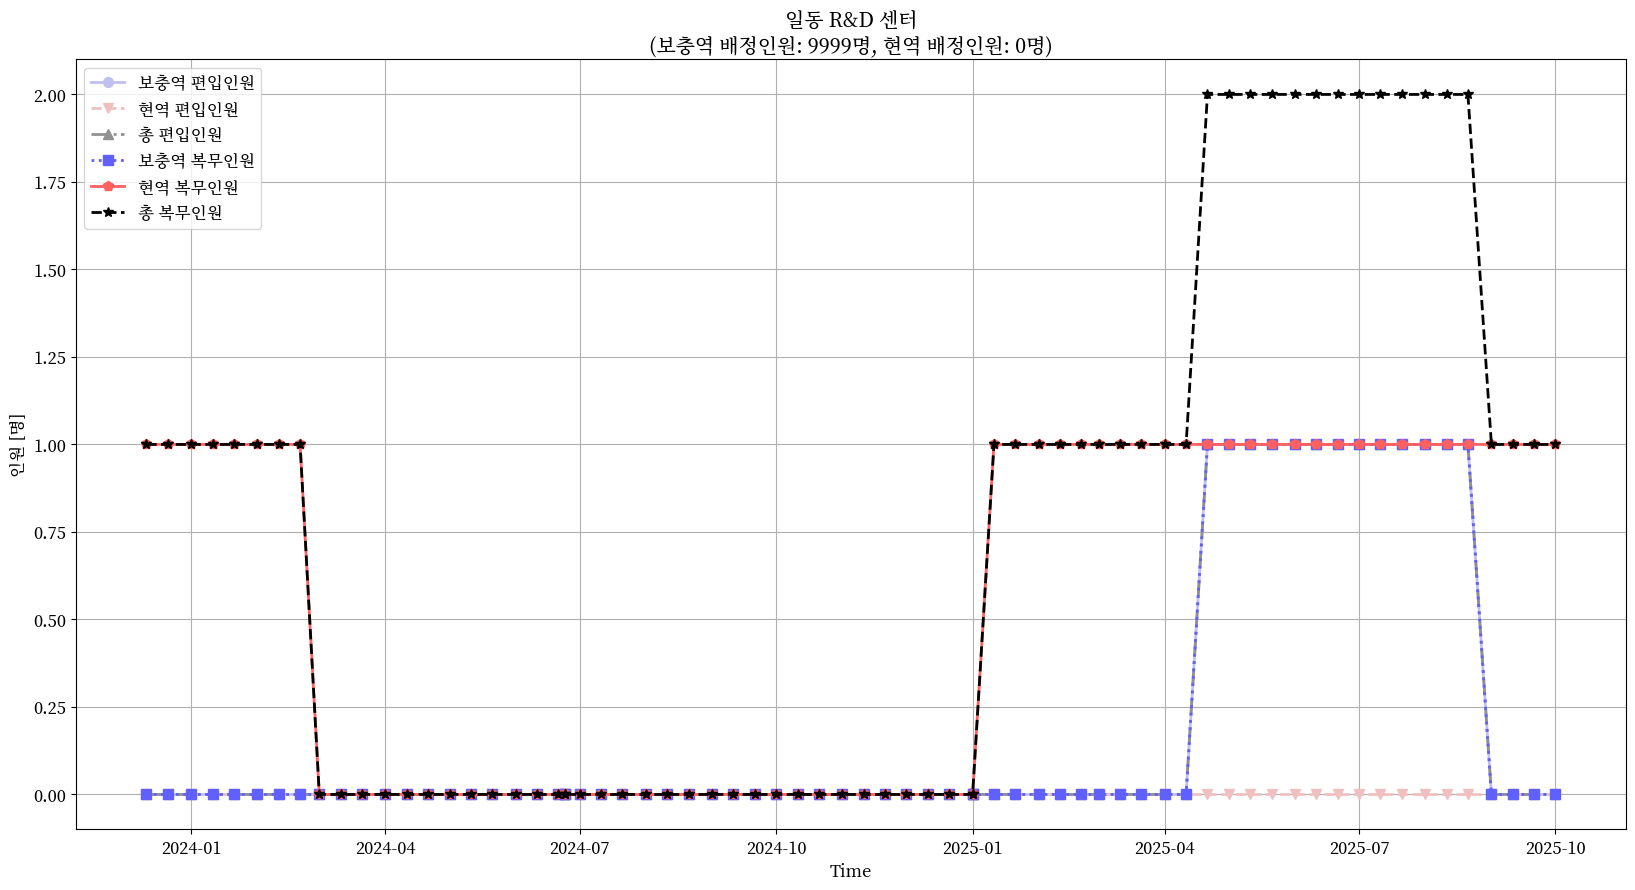 일동 R&D 센터
(보충역 배정인원: 9999명, 현역 배정인원: 0명)
보충역 편입인원
현역 편입인원
총 편입인원
보충역 복무인원
현역 복무인원
총 복무인원
2.00
1.75
1.50
1.25
1.00
0.75
0.50
0.25
0.00
인원 [명]
2024-01
2024-04
2024-07
2024-10
2025-01
2025-04
2025-07
2025-10
Time